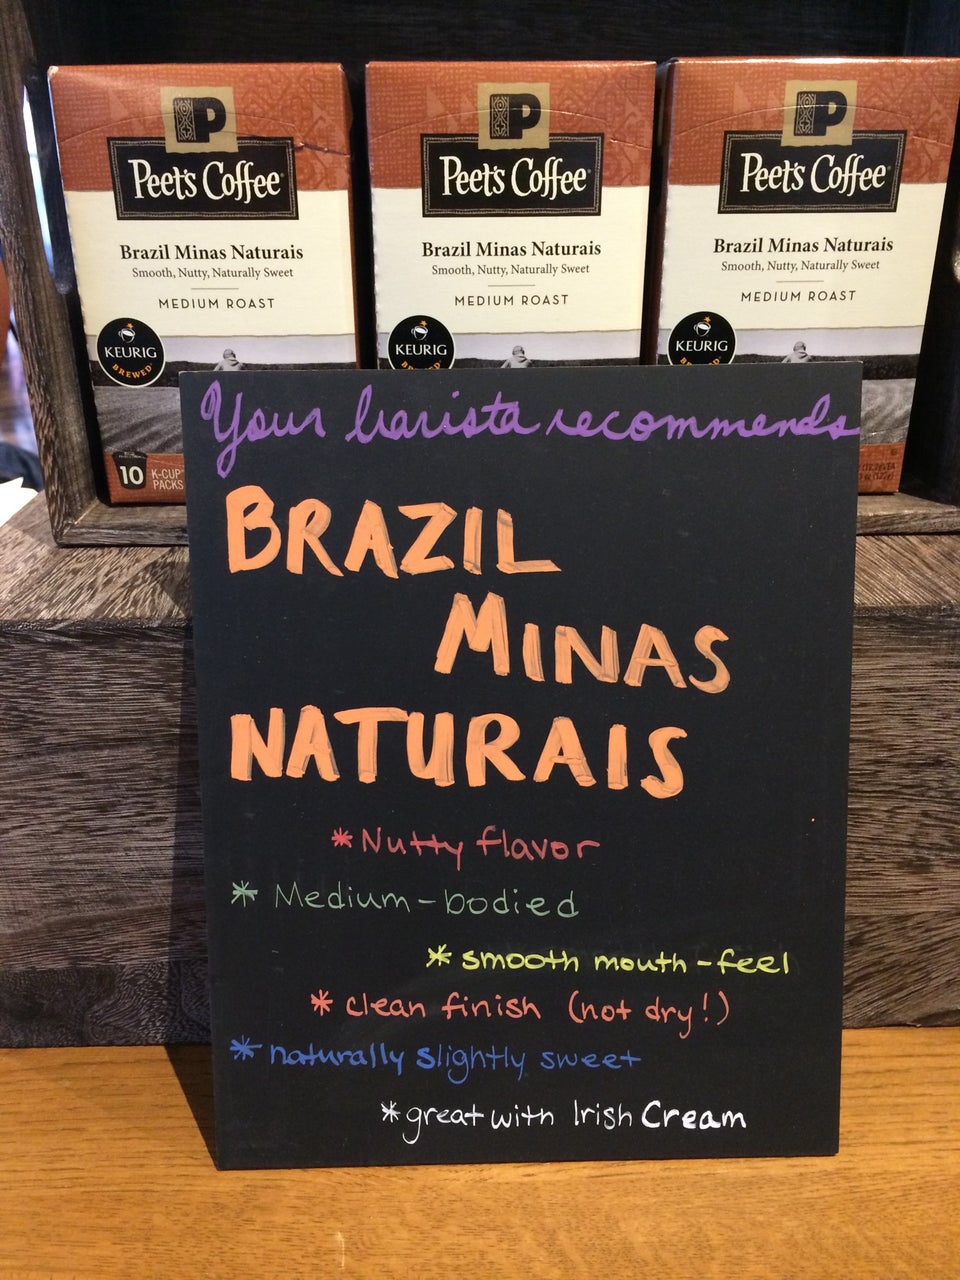 P
Peet's Coffee
Brazil Minas Naturais
Smooth, Nutty, Naturally Sweet
MEDIUM ROAST
KEURIG
BREWED
10 K-CUP
PACKS
P
Peet's Coffee
Brazil Minas Naturais
Smooth, Nutty, Naturally Sweet
MEDIUM ROAST
KEURIG
BREWED
P
Peet's Coffee
Brazil Minas Naturais
Smooth, Nutty, Naturally Sweet
MEDIUM ROAST
KEURIG
BREWED
Your barista recommends
BRAZIL
MINAS
NATURAIS
*Nutty flavor
* Medium-bodied
* smooth mouth-feel
* clean finish (not dry!)
* naturally slightly sweet
*great with Irish Cream